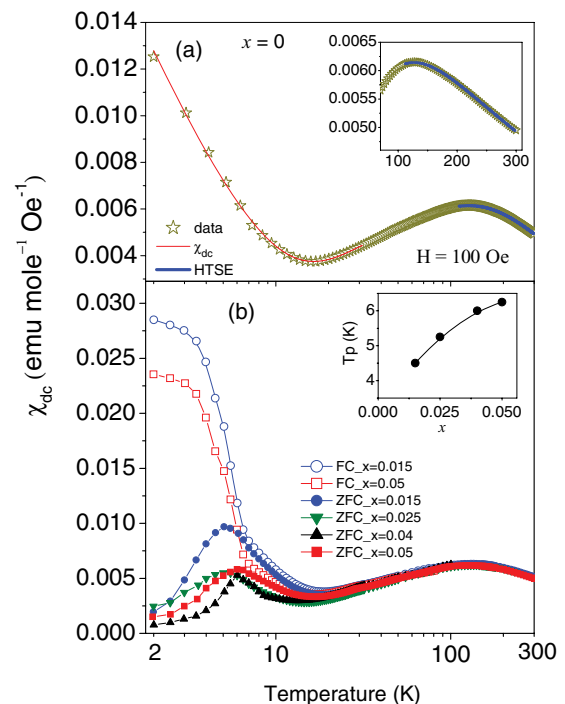 χdc (emu mole⁻¹ Oe⁻¹)
(a)
x = 0
0.014
0.012
0.010
0.008
0.006
0.004
0.0065
0.0060
0.0055
0.0050
100 200 300
data
χdc
HTSE
H = 100 Oe
(b)
0.030
0.025
0.020
0.015
0.010
0.005
0.000
Tp (K)
6
5
4
0.000 0.025 0.050
x
FC_x=0.015
FC_x=0.05
ZFC_x=0.015
ZFC_x=0.025
ZFC_x=0.04
ZFC_x=0.05
2 10 100 300
Temperature (K)